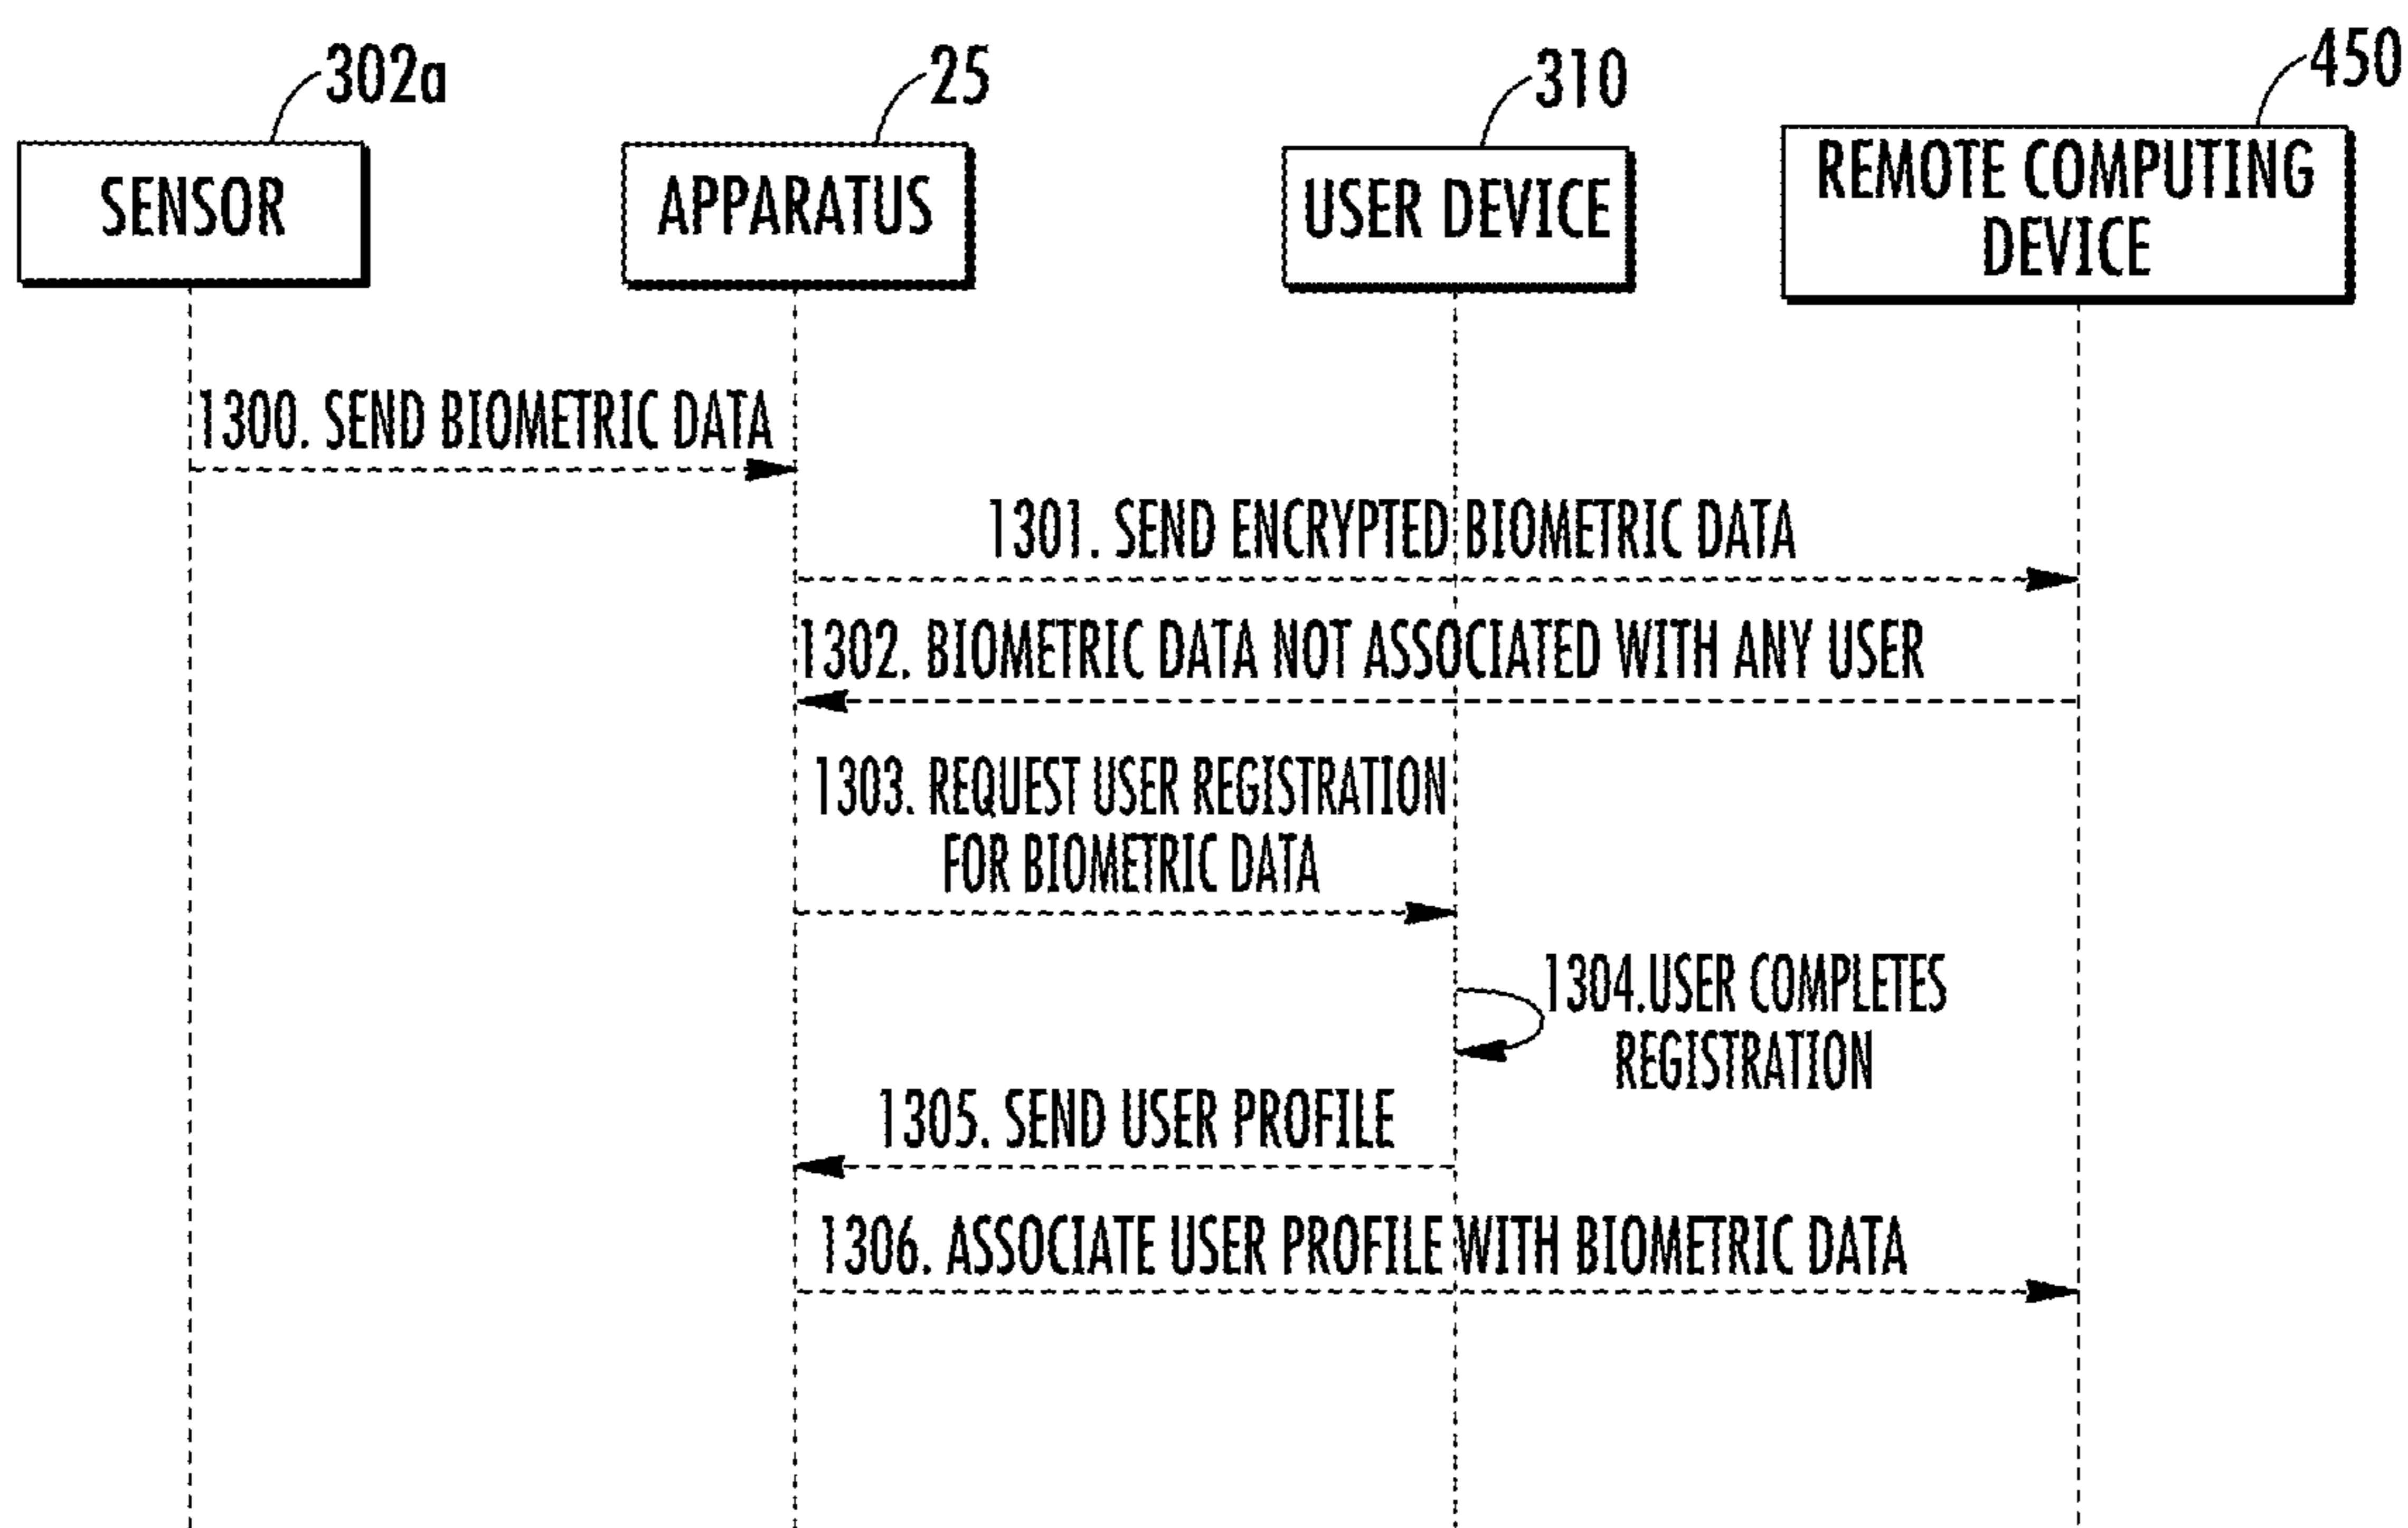 302a
25
310
450
SENSOR
APPARATUS
USER DEVICE
REMOTE COMPUTING
DEVICE
1300. SEND BIOMETRIC DATA
1301. SEND ENCRYPTED BIOMETRIC DATA
1302. BIOMETRIC DATA NOT ASSOCIATED WITH ANY USER
1303. REQUEST USER REGISTRATION
FOR BIOMETRIC DATA
1304.USER COMPLETES
REGISTRATION
1305. SEND USER PROFILE
1306. ASSOCIATE USER PROFILE WITH BIOMETRIC DATA